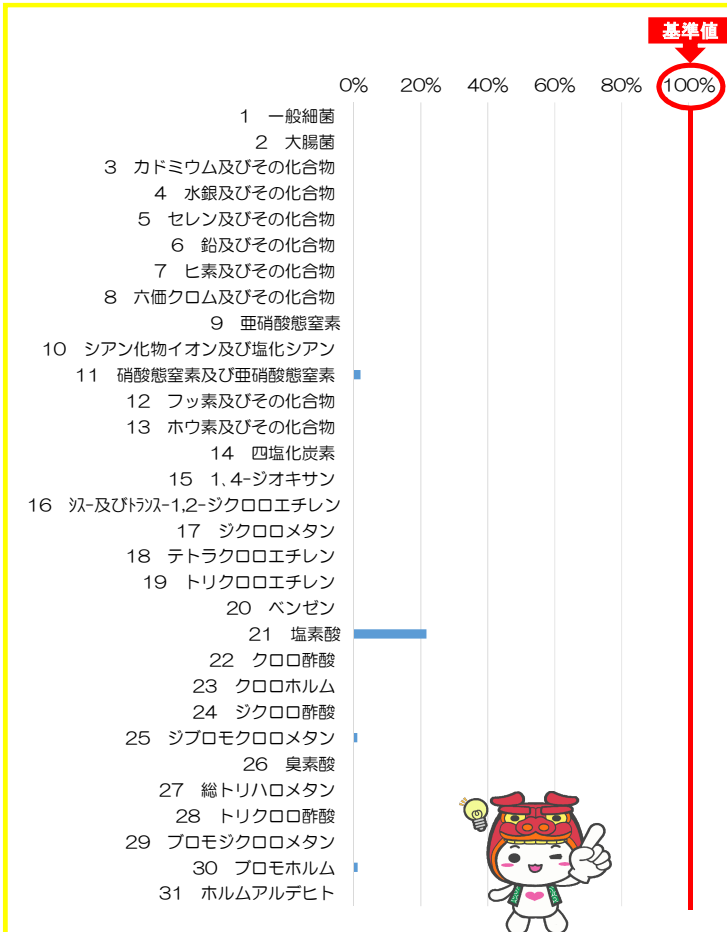 基準値
0% 20% 40% 60% 80% 100%
1 一般細菌
2 大腸菌
3 カドミウム及びその化合物
4 水銀及びその化合物
5 セレン及びその化合物
6 鉛及びその化合物
7 ヒ素及びその化合物
8 六価クロム及びその化合物
9 亜硝酸態窒素
10 シアン化物イオン及び塩化シアン
11 硝酸態窒素及び亜硝酸態窒素
12 フッ素及びその化合物
13 ホウ素及びその化合物
14 四塩化炭素
15 1、4-ジオキサン
16 シス-及びトランス-1,2-ジクロロエチレン
17 ジクロロメタン
18 テトラクロロエチレン
19 トリクロロエチレン
20 ベンゼン
21 塩素酸
22 クロロ酢酸
23 クロロホルム
24 ジクロロ酢酸
25 ジブロモクロロメタン
26 臭素酸
27 総トリハロメタン
28 トリクロロ酢酸
29 ブロモジクロロメタン
30 ブロモホルム
31 ホルムアルデヒト